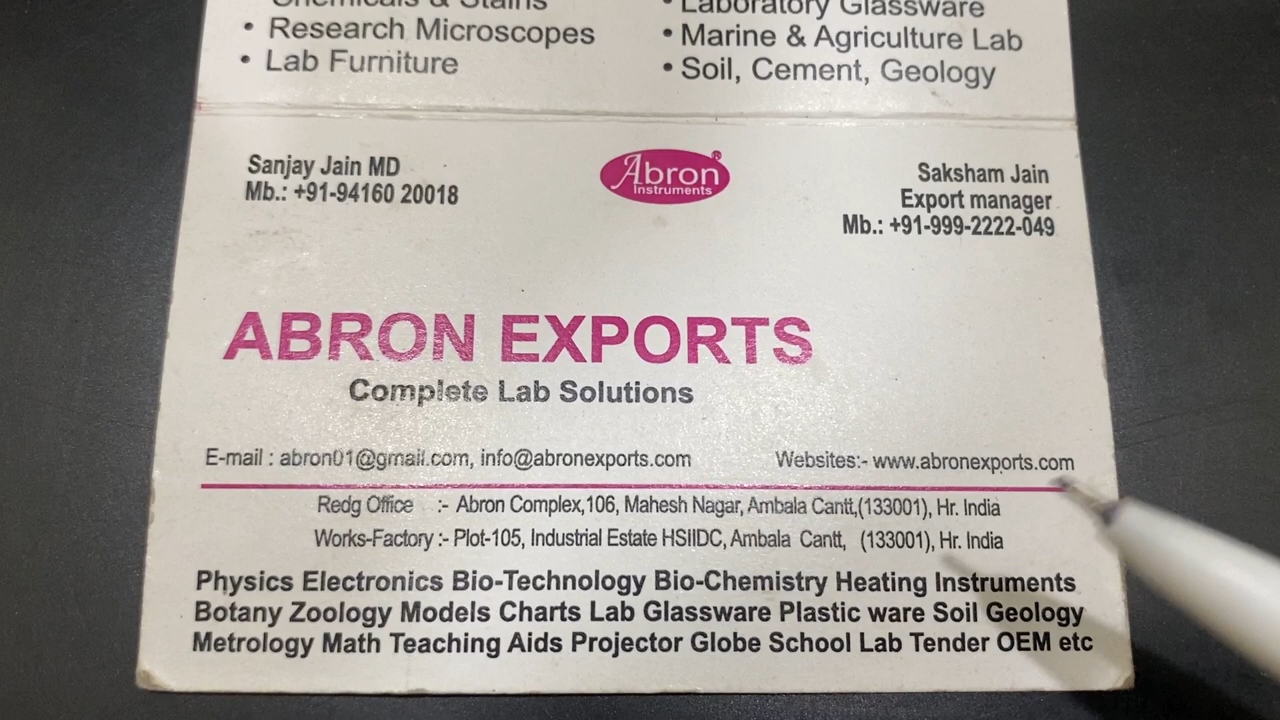 Chemicals & Stains
• Research Microscopes
• Lab Furniture
• Laboratory Glassware
• Marine & Agriculture Lab
• Soil, Cement, Geology
Sanjay Jain MD
Mb.: +91-94160 20018
Abron®
Instruments
Saksham Jain
Export manager
Mb.: +91-999-2222-049
ABRON EXPORTS
Complete Lab Solutions
E-mail : abron01@gmail.com, info@abronexports.com
Websites:- www.abronexports.com
Redg Office :- Abron Complex,106, Mahesh Nagar, Ambala Cantt,(133001), Hr. India
Works-Factory :- Plot-105, Industrial Estate HSIIDC, Ambala Cantt, (133001), Hr. India
Physics Electronics Bio-Technology Bio-Chemistry Heating Instruments
Botany Zoology Models Charts Lab Glassware Plastic ware Soil Geology
Metrology Math Teaching Aids Projector Globe School Lab Tender OEM etc